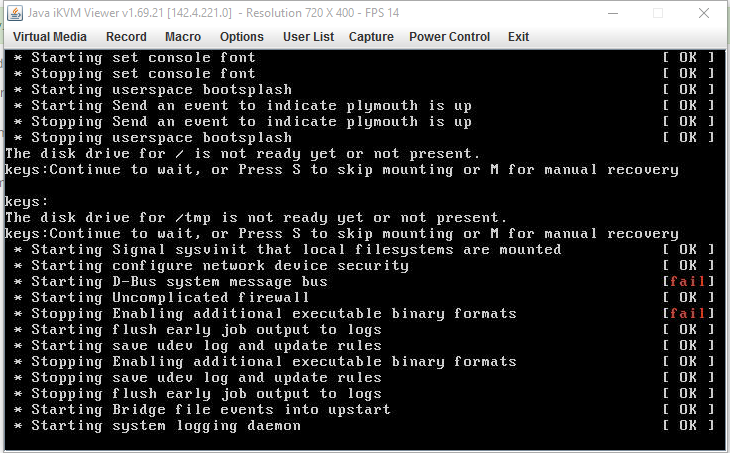 Java iKVM Viewer v1.69.21 [142.4.221.0] - Resolution 720 X 400 - FPS 14
Virtual Media Record Macro Options User List Capture Power Control Exit
* Starting set console font [ OK ]
* Stopping set console font [ OK ]
* Starting userspace bootsplash [ OK ]
* Starting Send an event to indicate plymouth is up [ OK ]
* Stopping Send an event to indicate plymouth is up [ OK ]
* Stopping userspace bootsplash [ OK ]
The disk drive for / is not ready yet or not present.
keys:Continue to wait, or Press S to skip mounting or M for manual recovery
keys:
The disk drive for /tmp is not ready yet or not present.
keys:Continue to wait, or Press S to skip mounting or M for manual recovery
* Starting Signal sysvinit that local filesystems are mounted [ OK ]
* Starting configure network device security [ OK ]
* Starting D-Bus system message bus [fail]
* Starting Uncomplicated firewall [ OK ]
* Stopping Enabling additional executable binary formats [fail]
* Starting flush early job output to logs [ OK ]
* Starting save udev log and update rules [ OK ]
* Stopping Enabling additional executable binary formats [ OK ]
* Stopping save udev log and update rules [ OK ]
* Stopping flush early job output to logs [ OK ]
* Starting Bridge file events into upstart [ OK ]
* Starting system logging daemon [ OK ]